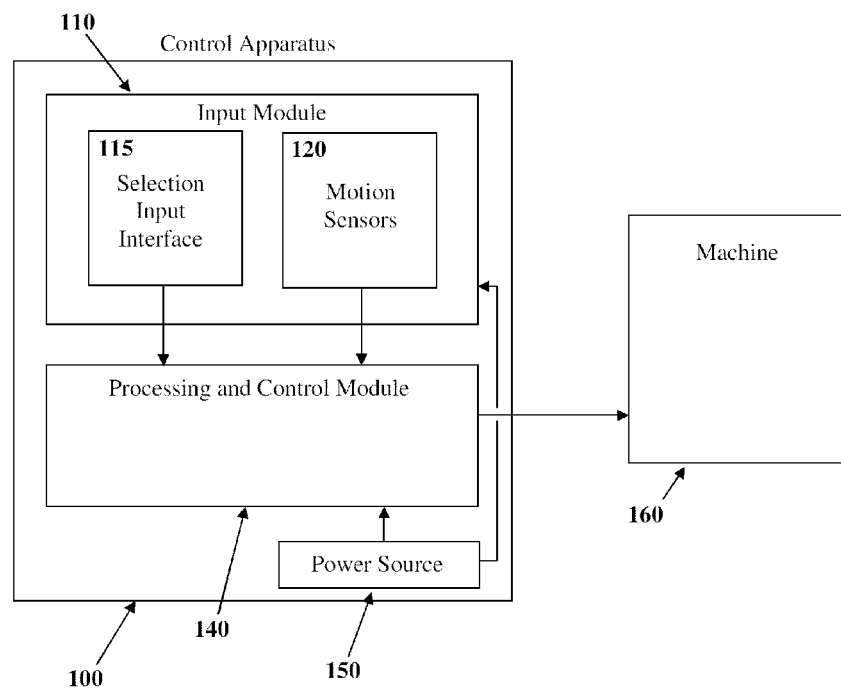 110
Control Apparatus
Input Module
115
Selection
Input
Interface
120
Motion
Sensors
Machine
Processing and Control Module
160
Power Source
140
150
100